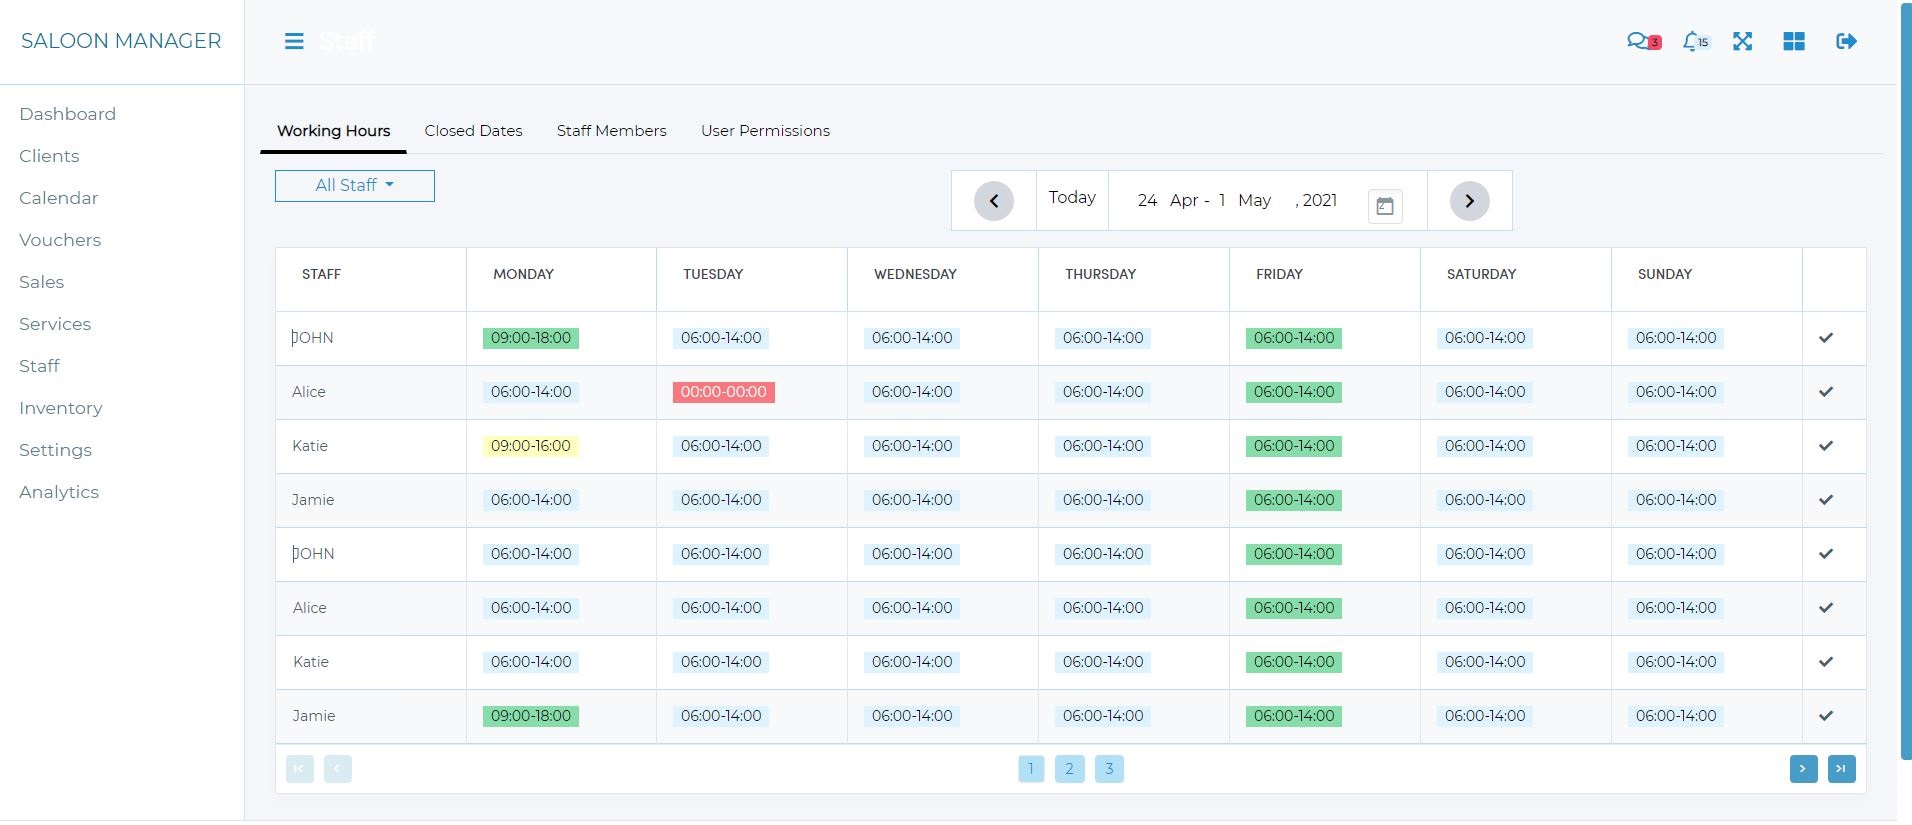 SALOON MANAGER
Staff
3
15
Dashboard
Clients
Calendar
Vouchers
Sales
Services
Staff
Inventory
Settings
Analytics
Working Hours Closed Dates Staff Members User Permissions
All Staff
Today 24 Apr - 1 May , 2021
STAFF MONDAY TUESDAY WEDNESDAY THURSDAY FRIDAY SATURDAY SUNDAY
JOHN 09:00-18:00 06:00-14:00 06:00-14:00 06:00-14:00 06:00-14:00 06:00-14:00 06:00-14:00
Alice 06:00-14:00 00:00-00:00 06:00-14:00 06:00-14:00 06:00-14:00 06:00-14:00 06:00-14:00
Katie 09:00-16:00 06:00-14:00 06:00-14:00 06:00-14:00 06:00-14:00 06:00-14:00 06:00-14:00
Jamie 06:00-14:00 06:00-14:00 06:00-14:00 06:00-14:00 06:00-14:00 06:00-14:00 06:00-14:00
JOHN 06:00-14:00 06:00-14:00 06:00-14:00 06:00-14:00 06:00-14:00 06:00-14:00 06:00-14:00
Alice 06:00-14:00 06:00-14:00 06:00-14:00 06:00-14:00 06:00-14:00 06:00-14:00 06:00-14:00
Katie 06:00-14:00 06:00-14:00 06:00-14:00 06:00-14:00 06:00-14:00 06:00-14:00 06:00-14:00
Jamie 09:00-18:00 06:00-14:00 06:00-14:00 06:00-14:00 06:00-14:00 06:00-14:00 06:00-14:00
1 2 3